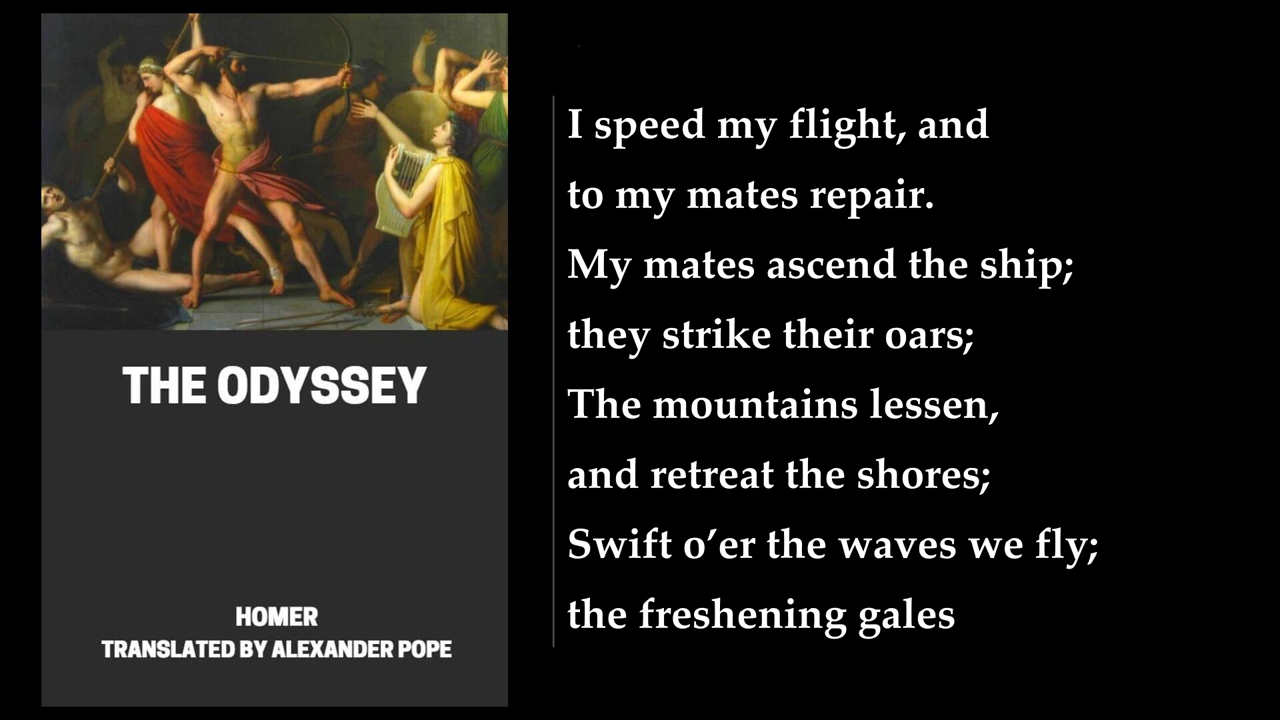 THE ODYSSEY
HOMER
TRANSLATED BY ALEXANDER POPE
I speed my flight, and
to my mates repair.
My mates ascend the ship;
they strike their oars;
The mountains lessen,
and retreat the shores;
Swift o’er the waves we fly;
the freshening gales